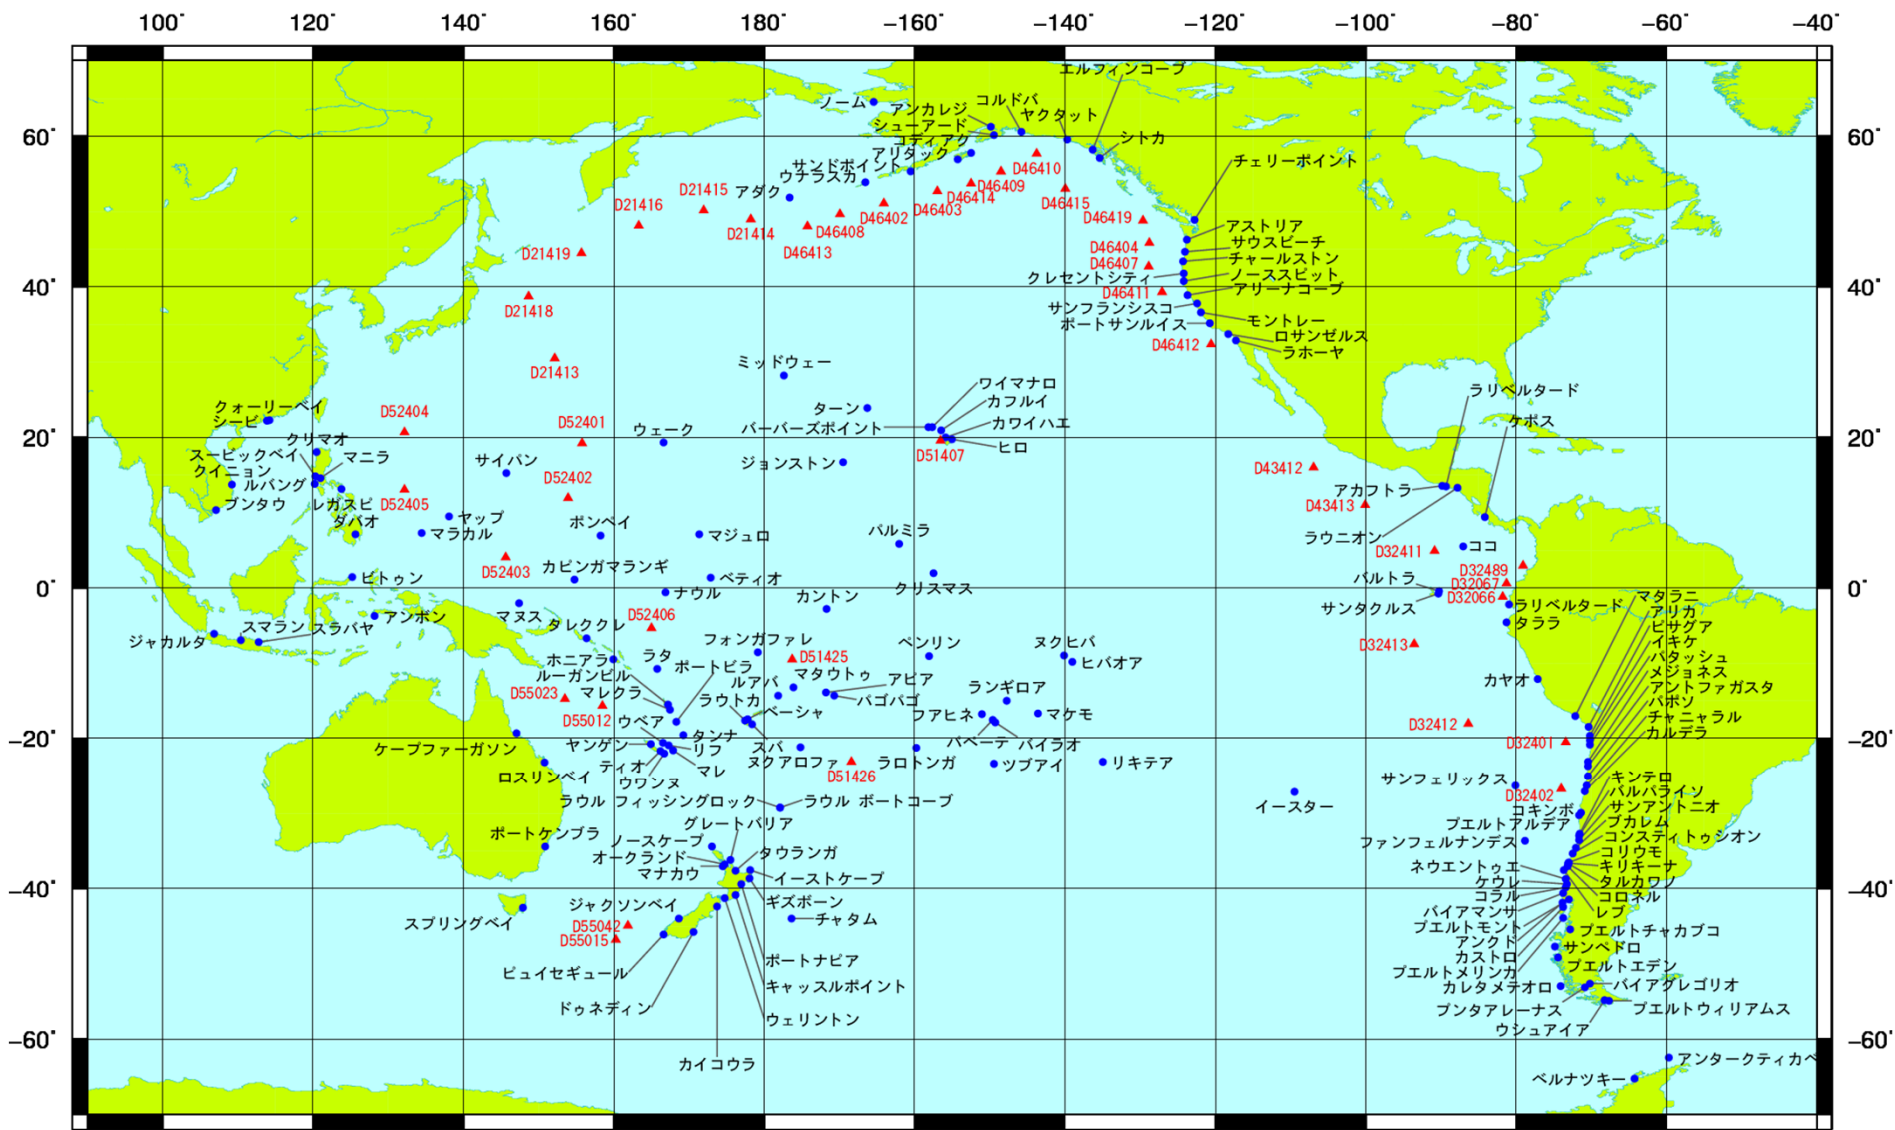 100° 120° 140° 160° 180° −160° −140° −120° −100° −80° −60° −40°
エルフィンコーブ
ノーム
アンカレジ
コルドバ
ヤクタット
シューアード
コディアク
シトカ
60°
60°
アリタック
サンドポイント
ウナラスカ
アダク
チェリーポイント
D46410
D46409
D46414
D46415
D46403
D46402
D46408
D46413
D21414
D21415
D21416
D21419
D21418
D21413
D46419
D46404
D46407
D46411
D46412
アストリア
サウスビーチ
チャールストン
クレセントシティ
ノーススピット
アリーナコーブ
40°
40°
サンフランシスコ
ポートサンルイス
モントレー
ロサンゼルス
ラホーヤ
ミッドウェー
ターン
ワイマナロ
カフルイ
カワイハエ
バーバーズポイント
ヒロ
D51407
ジョンストン
ラリベルタード
ケポス
クォーリーベイ
シービ
D52404
D52401
ウェーク
20°
20°
クリマオ
スービックベイ
マニラ
クイニョン
ルバング
ブンタウ
レガスピ
ダバオ
D52405
サイパン
D52402
ヤップ
マラカル
ポンペイ
マジュロ
パルミラ
D43412
アカフトラ
D43413
ラウニオン
ココ
D32411
D52403
カピンガマランギ
ビトゥン
ベティオ
クリスマス
D32489
バルトラ
D32067
0°
0°
ナウル
カントン
サンタクルス
D32066
ラリベルタード
タララ
アンボン
マヌス
D52406
ジャカルタ
スマラン
スラバヤ
タレククレ
フォンガファレ
ペンリン
ヌクヒバ
ヒバオア
D32413
ホニアラ
ラタ
D51425
ルーガンビル
ポートビラ
マタウトゥ
アピア
ルアバ
D55023
マレクラ
ラウトカ
パゴパゴ
ランギロア
カヤオ
マタラニ
アリカ
ピサグア
イキケ
パタッシュ
メジョネス
アントファガスタ
パポソ
チャニャラル
カルデラ
D55012
ウベア
ベーシャ
フアヒネ
マケモ
D32412
−20°
−20°
ケープファーガソン
ヤンゲン
タンナ
リフ
スバ
パペーテ
バイラオ
D32401
ヌクアロファ
ラロトンガ
ツブアイ
リキテア
ロスリンベイ
ティオ
マレ
ウワンヌ
D51426
サンフェリックス
D32402
ラウル フィッシングロック
ラウル ボートコーブ
イースター
キンテロ
バルパライソ
コキンボ
サンアントニオ
グレートバリア
プエルトアルデア
ブカレム
ポートケンブラ
ノースケープ
ファンフェルナンデス
コンスティトゥシオン
オークランド
タウランガ
コリウモ
マナカウ
イーストケープ
ネウエントゥエ
キリキーナ
−40°
−40°
ケウレ
タルカワノ
ギズボーン
コラル
コロネル
スプリングベイ
ジャクソンベイ
チャタム
バイアマンサ
レブ
D55042
D55015
プエルトモント
プエルトチャカブコ
アンクド
サンペドロ
カストロ
ピュイセギュール
ポートナピア
プエルトメリンカ
プエルトエデン
キャッスルポイント
カレタメテオロ
バイアグレゴリオ
ドゥネディン
ウェリントン
プンタアレーナス
プエルトウィリアムス
ウシュアイア
−60°
−60°
カイコウラ
アンタークティカベ
ベルナツキー